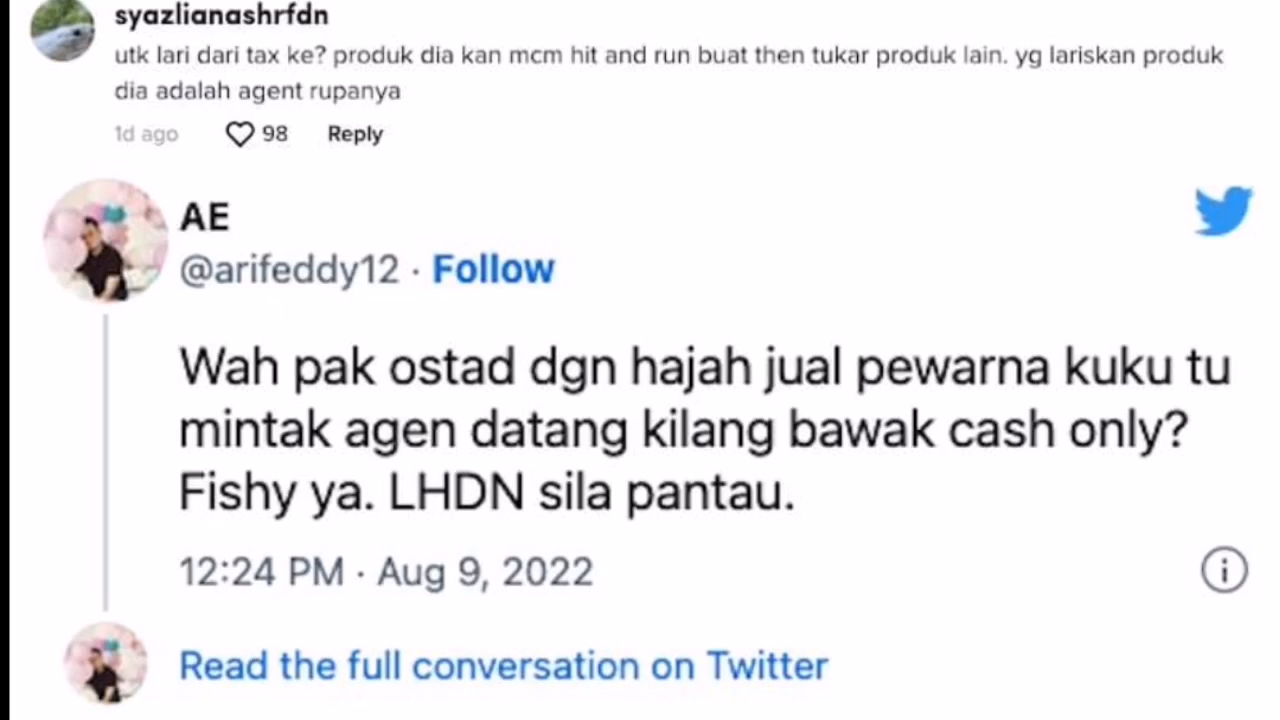 syazlianashrfdn
utk lari dari tax ke? produk dia kan mcm hit and run buat then tukar produk lain. yg lariskan produk
dia adalah agent rupanya
1d ago 98 Reply
AE
@arifeddy12 · Follow
Wah pak ostad dgn hajah jual pewarna kuku tu
mintak agen datang kilang bawak cash only?
Fishy ya. LHDN sila pantau.
12:24 PM · Aug 9, 2022
Read the full conversation on Twitter